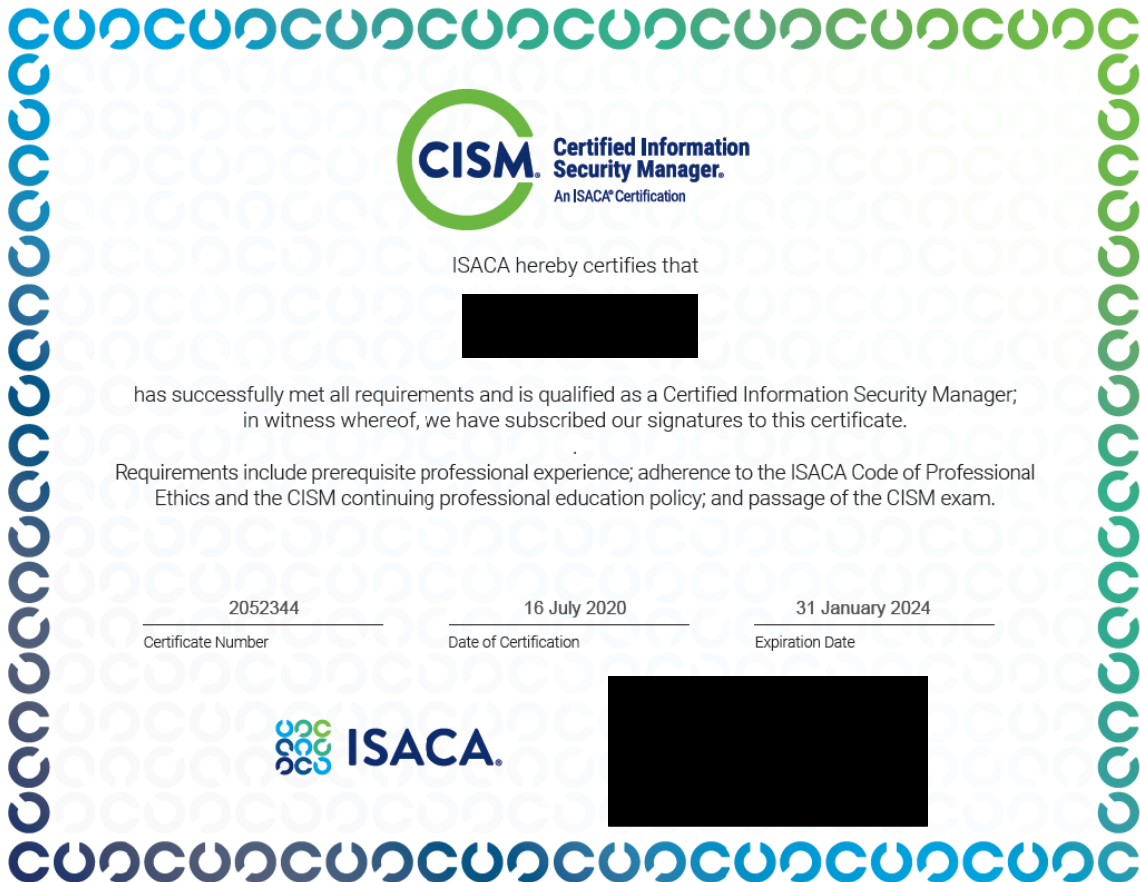 CISM®
Certified Information
Security Manager®
An ISACA® Certification
ISACA hereby certifies that
has successfully met all requirements and is qualified as a Certified Information Security Manager;
in witness whereof, we have subscribed our signatures to this certificate.
.
Requirements include prerequisite professional experience; adherence to the ISACA Code of Professional
Ethics and the CISM continuing professional education policy; and passage of the CISM exam.
2052344 16 July 2020 31 January 2024
Certificate Number Date of Certification Expiration Date
ISACA®